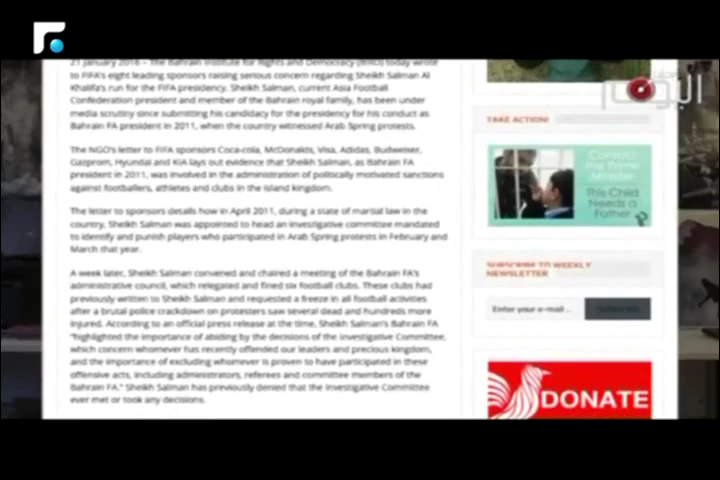 21 January 2016 – The Bahrain Institute for Rights and Democracy (BIRD) today wrote
to FIFA's eight leading sponsors raising serious concern regarding Sheikh Salman Al
Khalifa's run for the FIFA presidency. Sheikh Salman, current Asia Football
Confederation president and member of the Bahrain royal family, has been under
media scrutiny since submitting his candidacy for the presidency for his conduct as
Bahrain FA president in 2011, when the country witnessed Arab Spring protests.
The NGO's letter to FIFA sponsors Coca-cola, McDonalds, Visa, Adidas, Budweiser,
Gazprom, Hyundai and KIA lays out evidence that Sheikh Salman, as Bahrain FA
president in 2011, was involved in the administration of politically motivated sanctions
against footballers, athletes and clubs in the island kingdom.
The letter to sponsors details how in April 2011, during a state of martial law in the
country, Sheikh Salman was appointed to head an investigative committee mandated
to identify and punish players who participated in Arab Spring protests in February and
March that year.
A week later, Sheikh Salman convened and chaired a meeting of the Bahrain FA's
administrative council, which relegated and fined six football clubs. These clubs had
previously written to Sheikh Salman and requested a freeze in all football activities
after a brutal police crackdown on protesters saw several dead and hundreds more
injured. According to an official press release at the time, Sheikh Salman's Bahrain FA
"highlighted the importance of abiding by the decisions of the Investigative Committee,
which concern whomever has recently offended our leaders and precious kingdom,
and the importance of excluding whomever is proven to have participated in these
offensive acts, including administrators, referees and committee members of the
Bahrain FA." Sheikh Salman has previously denied that the Investigative Committee
ever met or took any decisions.
اليوم
TAKE ACTION!
Contact
the Prime
Minister
This Child
Needs a
Father
SUBSCRIBE TO WEEKLY
NEWSLETTER
Enter your e-mail ..
DONATE